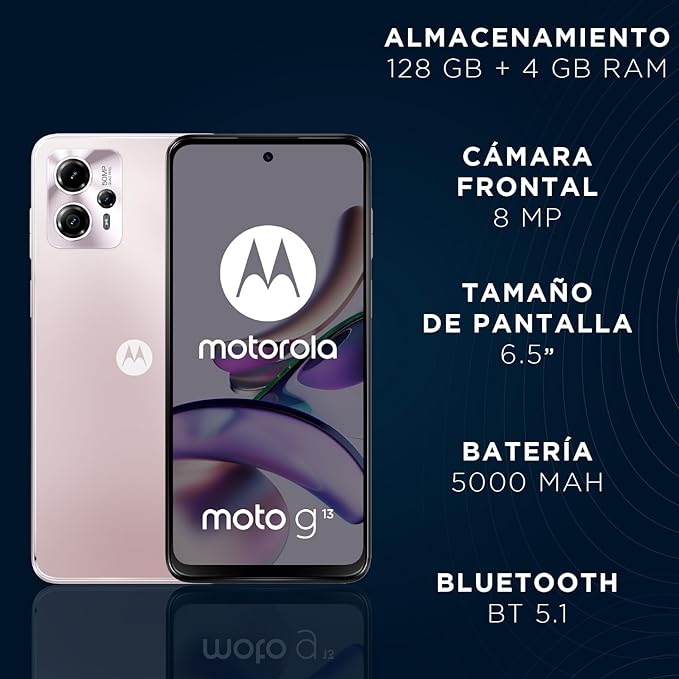 ALMACENAMIENTO
128 GB + 4 GB RAM
CÁMARA
FRONTAL
8 MP
TAMAÑO
DE PANTALLA
6.5”
BATERÍA
5000 MAH
BLUETOOTH
BT 5.1
50MP
motorola
moto g13